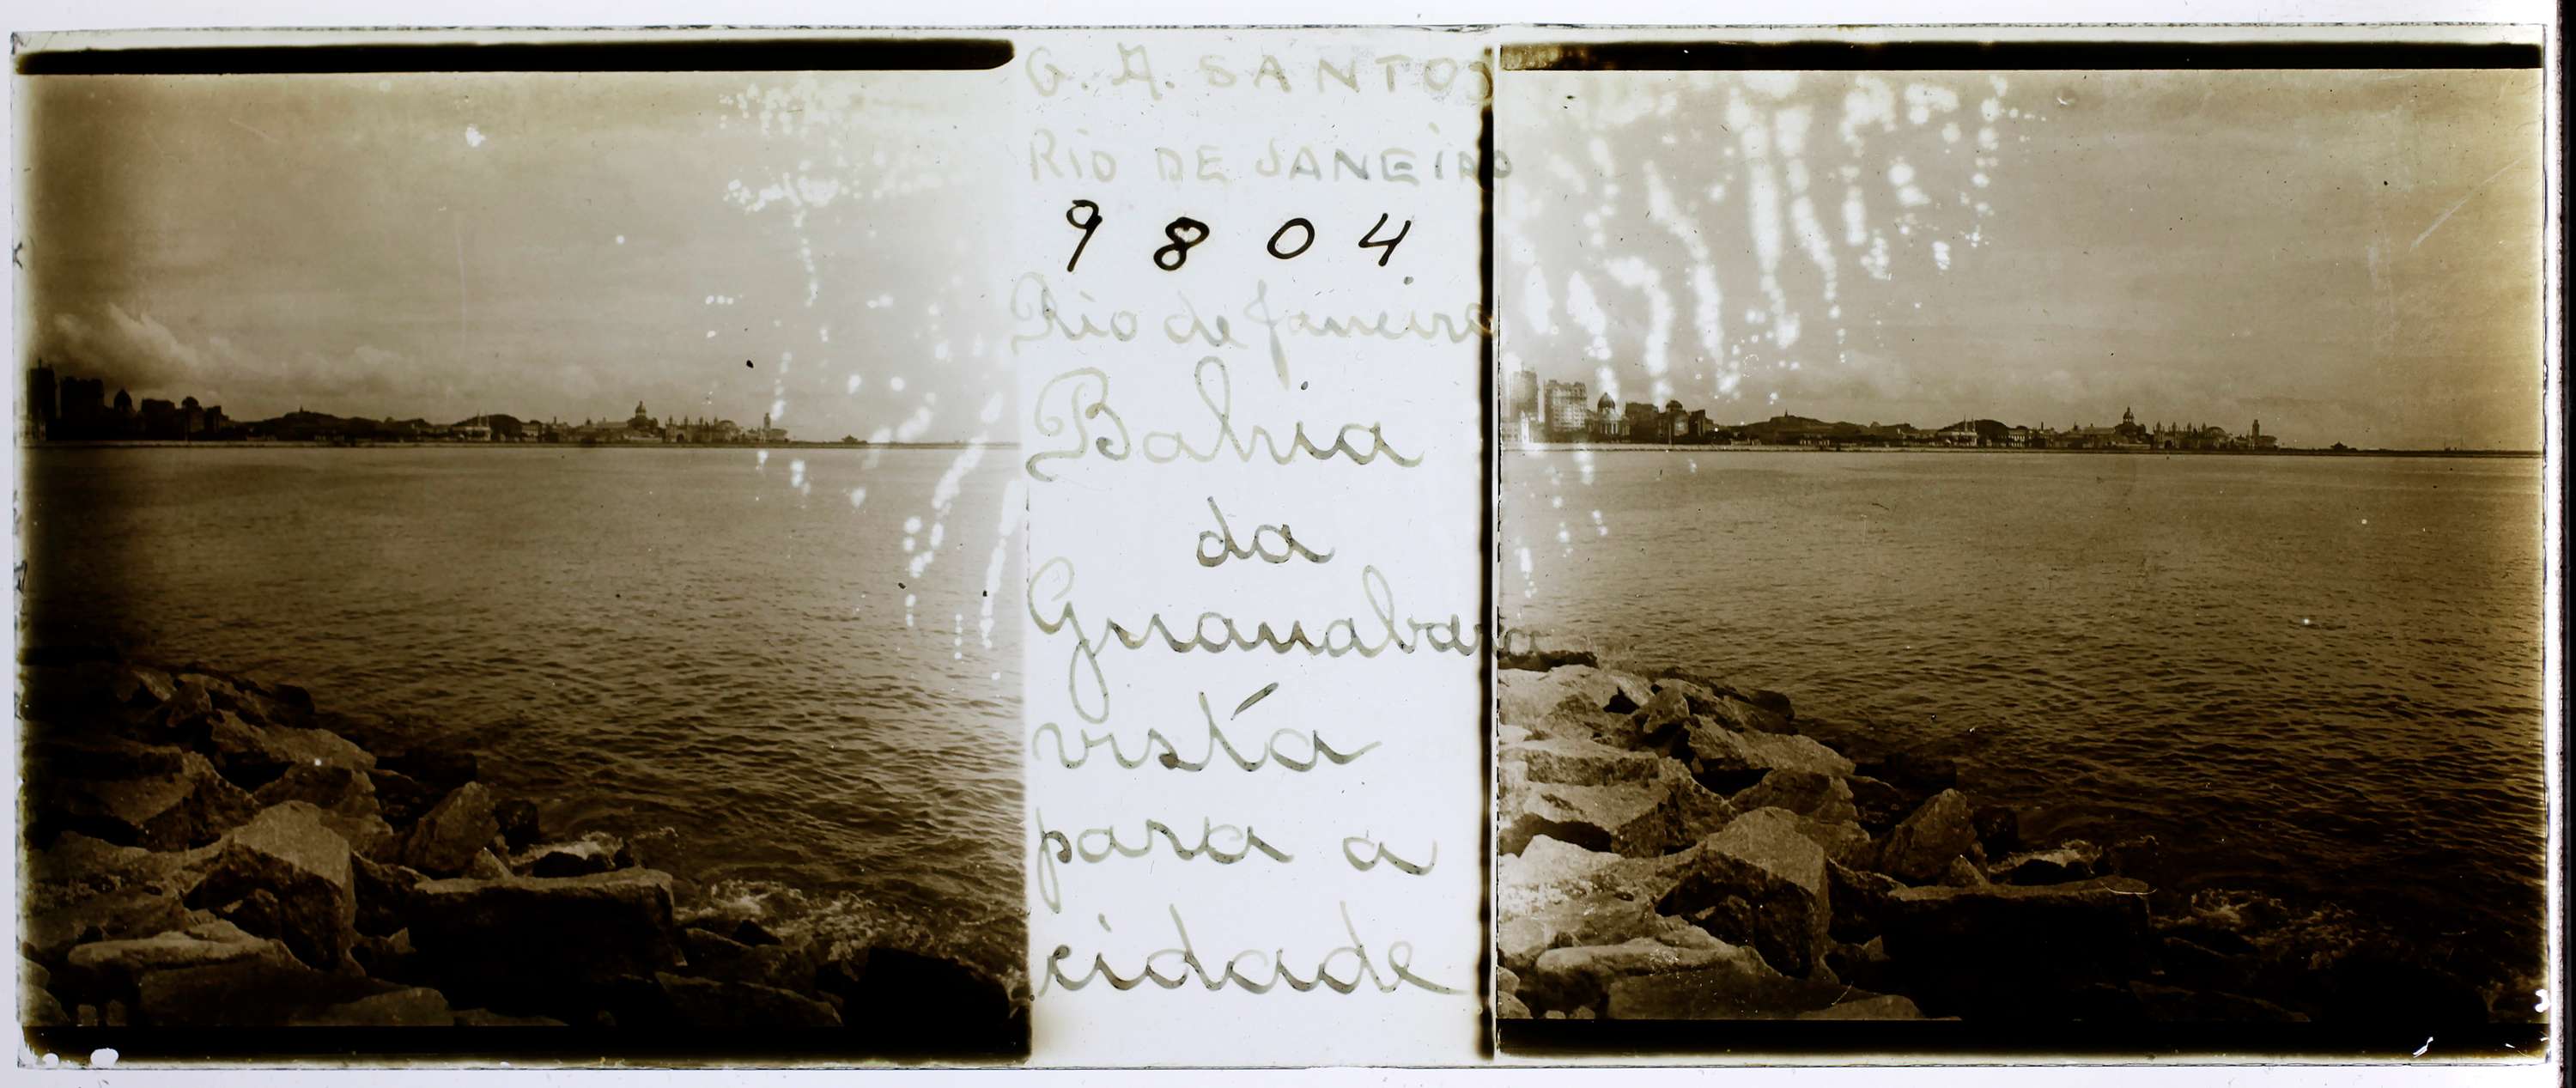 G. A. SANTOS
RIO DE JANEIRO
9804
Rio de Janeiro
Bahia
da
Guanabara
vista
para a
cidade